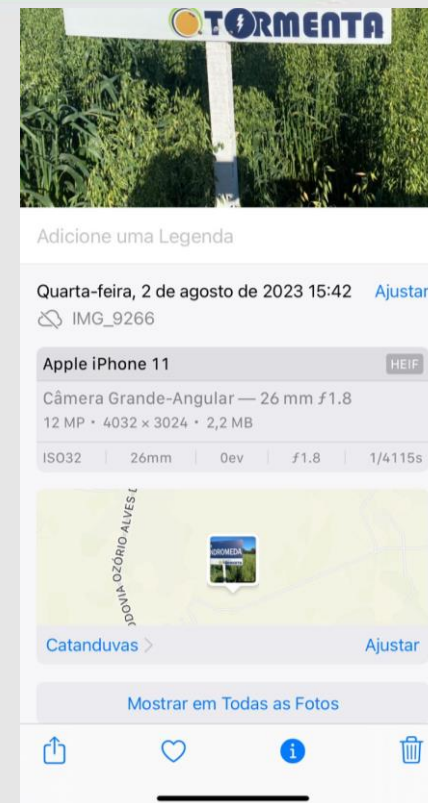 TORMENTA
Adicione uma Legenda
Quarta-feira, 2 de agosto de 2023 15:42 Ajustar
IMG_9266
Apple iPhone 11 HEIF
Câmera Grande-Angular — 26 mm ƒ1.8
12 MP • 4032 × 3024 • 2,2 MB
ISO32 26mm 0ev ƒ1.8 1/4115s
OZÓRIO ALVES
Catanduvas Ajustar
Mostrar em Todas as Fotos